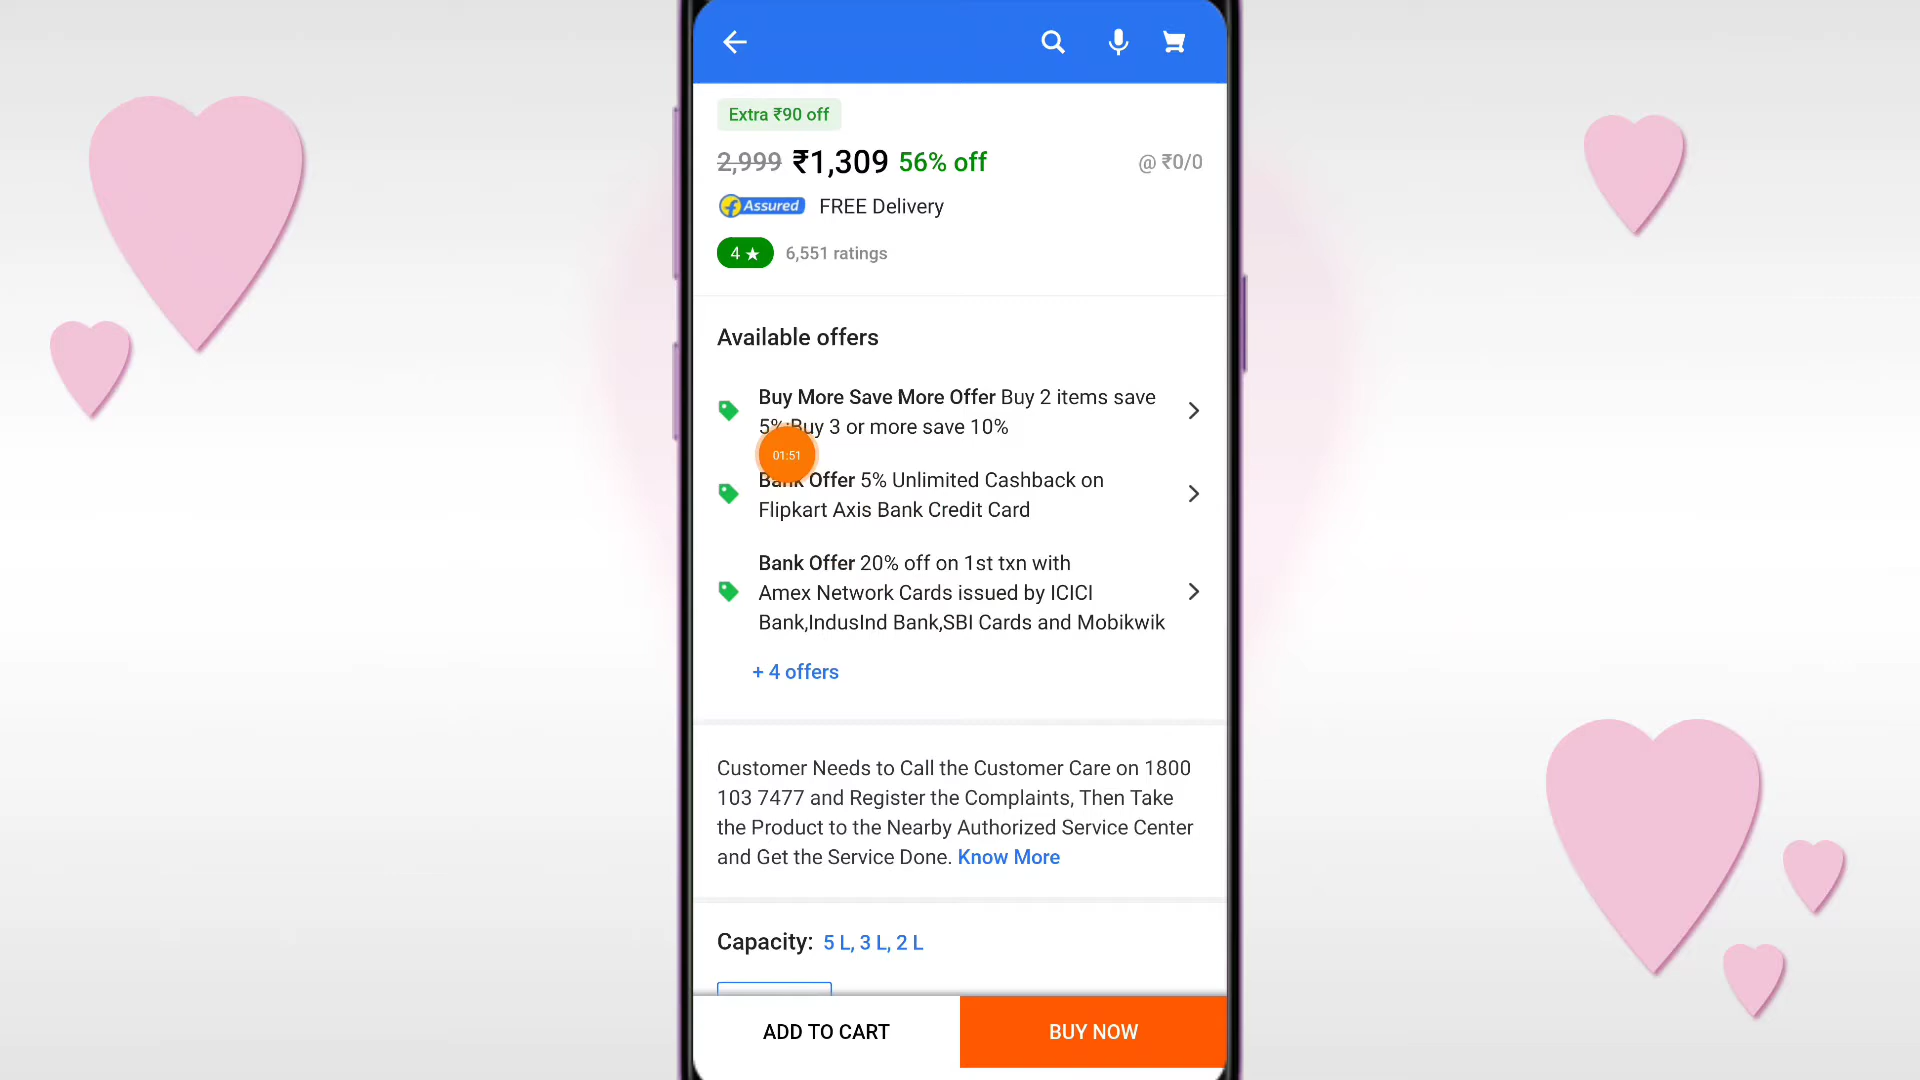 Extra ₹90 off
2,999 ₹1,309 56% off @ ₹0/0
f Assured FREE Delivery
4 ★ 6,551 ratings
Available offers
Buy More Save More Offer Buy 2 items save
5%;Buy 3 or more save 10%
01:51
Bank Offer 5% Unlimited Cashback on
Flipkart Axis Bank Credit Card
Bank Offer 20% off on 1st txn with
Amex Network Cards issued by ICICI
Bank,IndusInd Bank,SBI Cards and Mobikwik
+ 4 offers
Customer Needs to Call the Customer Care on 1800
103 7477 and Register the Complaints, Then Take
the Product to the Nearby Authorized Service Center
and Get the Service Done. Know More
Capacity: 5 L, 3 L, 2 L
ADD TO CART BUY NOW